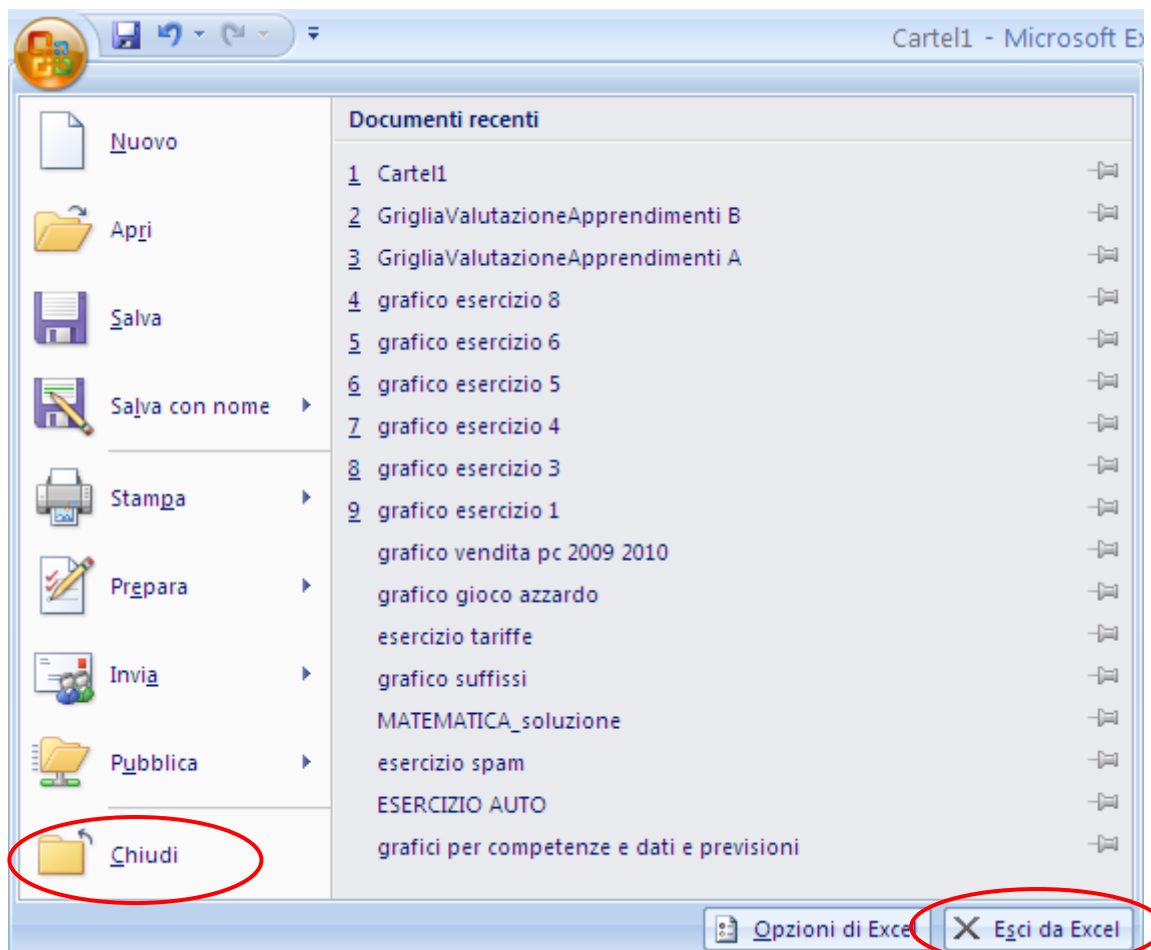 Cartel1 - Microsoft Ex
Nuovo
Apri
Salva
Salva con nome
Stampa
Prepara
Invia
Pubblica
Chiudi
Documenti recenti
1 Cartel1
2 GrigliaValutazioneApprendimenti B
3 GrigliaValutazioneApprendimenti A
4 grafico esercizio 8
5 grafico esercizio 6
6 grafico esercizio 5
7 grafico esercizio 4
8 grafico esercizio 3
9 grafico esercizio 1
grafico vendita pc 2009 2010
grafico gioco azzardo
esercizio tariffe
grafico suffissi
MATEMATICA_soluzione
esercizio spam
ESERCIZIO AUTO
grafici per competenze e dati e previsioni
Opzioni di Excel
Esci da Excel